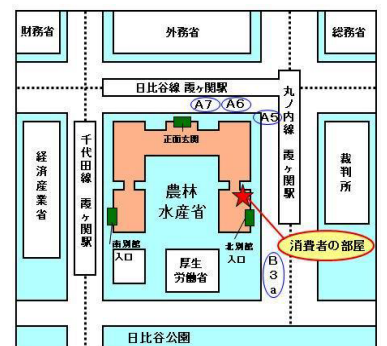 財務省
外務省
総務省
日比谷線 霞ヶ関駅
A7
A6
A5
正面玄関
千代田線 霞ヶ関駅
丸ノ内線 霞ヶ関駅
経済産業省
農林
水産省
裁判所
消費者の部屋
南別館
入口
北別館
入口
厚生
労働省
B3a
日比谷公園